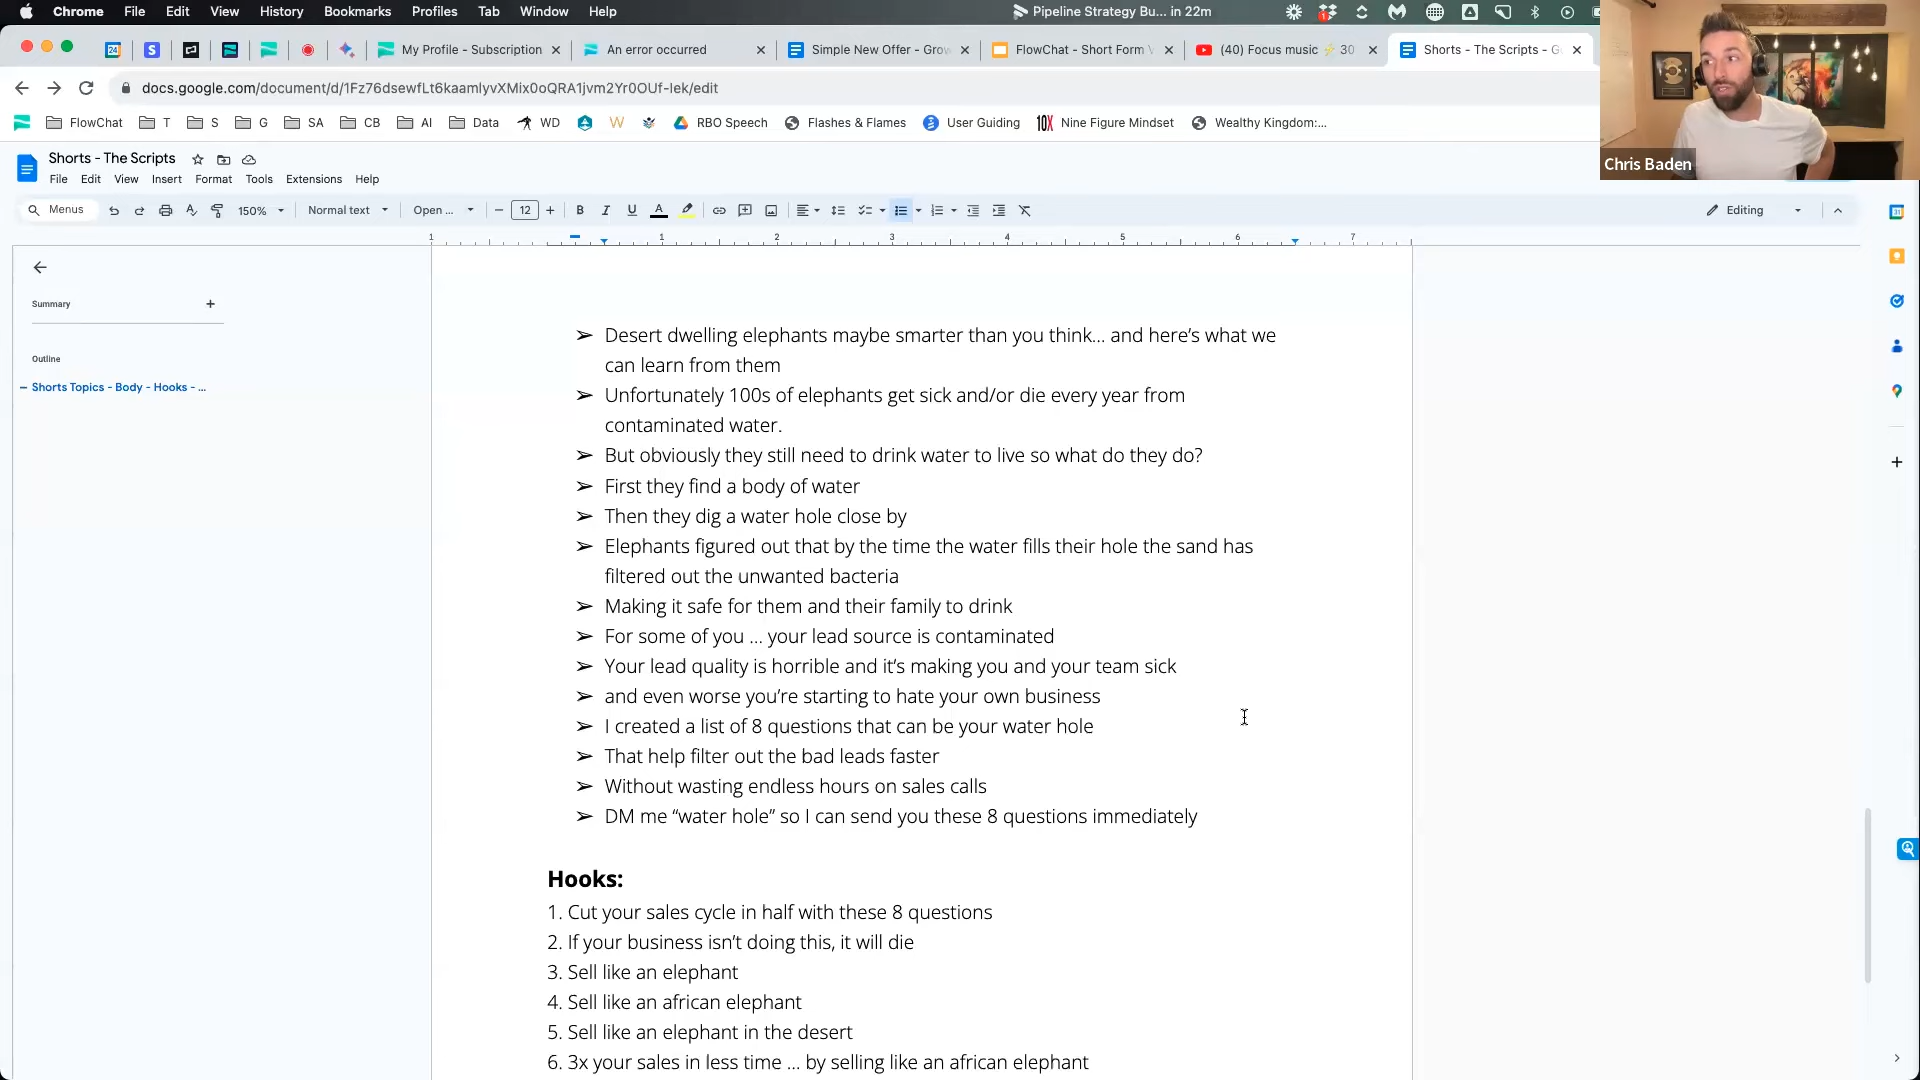 Chrome File Edit View History Bookmarks Profiles Tab Window Help Pipeline Strategy Bu... in 22m
My Profile - Subscription An error occurred Simple New Offer - Grow FlowChat - Short Form V (40) Focus music ⚡ 30 Shorts - The Scripts - G
docs.google.com/document/d/1Fz76dsewfLt6kaamlyvXMix0oQRA1jvm2Yr0OUf-Iek/edit
FlowChat T S G SA CB AI Data WD W RBO Speech Flashes & Flames User Guiding 10X Nine Figure Mindset Wealthy Kingdom:...
Chris Baden
Shorts - The Scripts
File Edit View Insert Format Tools Extensions Help
Menus 150% Normal text Open ... 12 B I U A Editing
1 1 2 3 4 5 6 7
Summary
Outline
Shorts Topics - Body - Hooks - ...
➢ Desert dwelling elephants maybe smarter than you think... and here's what we
can learn from them
➢ Unfortunately 100s of elephants get sick and/or die every year from
contaminated water.
➢ But obviously they still need to drink water to live so what do they do?
➢ First they find a body of water
➢ Then they dig a water hole close by
➢ Elephants figured out that by the time the water fills their hole the sand has
filtered out the unwanted bacteria
➢ Making it safe for them and their family to drink
➢ For some of you ... your lead source is contaminated
➢ Your lead quality is horrible and it's making you and your team sick
➢ and even worse you're starting to hate your own business
➢ I created a list of 8 questions that can be your water hole
➢ That help filter out the bad leads faster
➢ Without wasting endless hours on sales calls
➢ DM me “water hole” so I can send you these 8 questions immediately
Hooks:
1. Cut your sales cycle in half with these 8 questions
2. If your business isn't doing this, it will die
3. Sell like an elephant
4. Sell like an african elephant
5. Sell like an elephant in the desert
6. 3x your sales in less time ... by selling like an african elephant